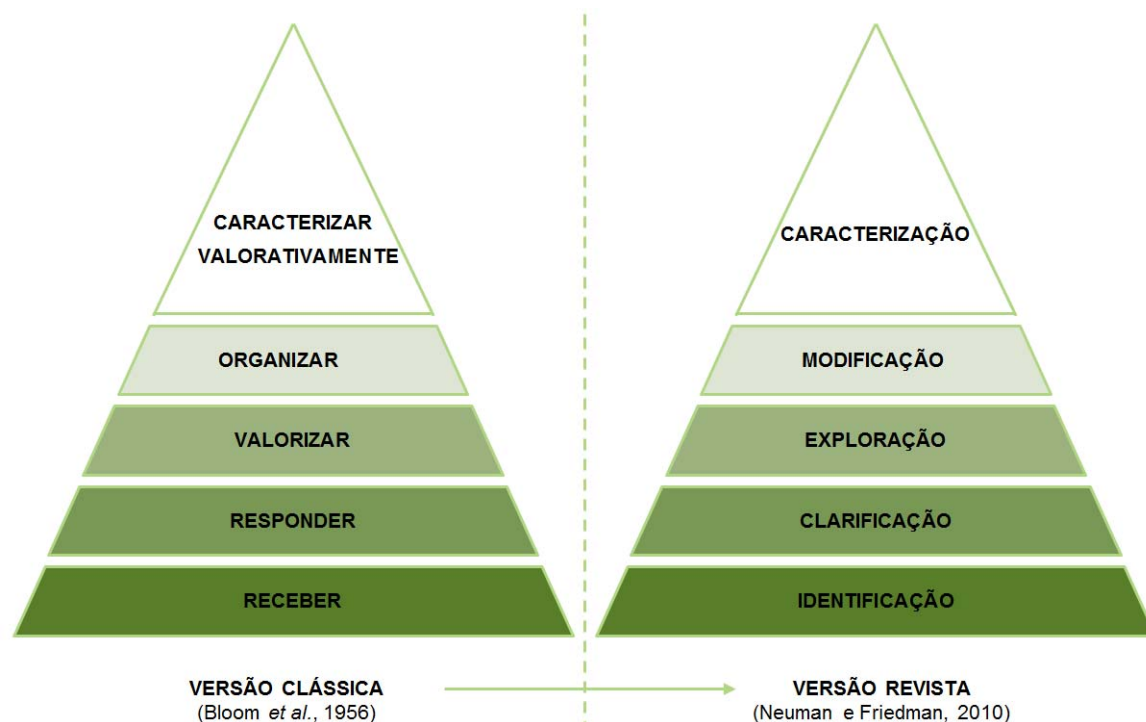 CARACTERIZAR
VALORATIVAMENTE
ORGANIZAR
VALORIZAR
RESPONDER
RECEBER
VERSÃO CLÁSSICA
(Bloom et al., 1956)
CARACTERIZAÇÃO
MODIFICAÇÃO
EXPLORAÇÃO
CLARIFICAÇÃO
IDENTIFICAÇÃO
VERSÃO REVISTA
(Neuman e Friedman, 2010)